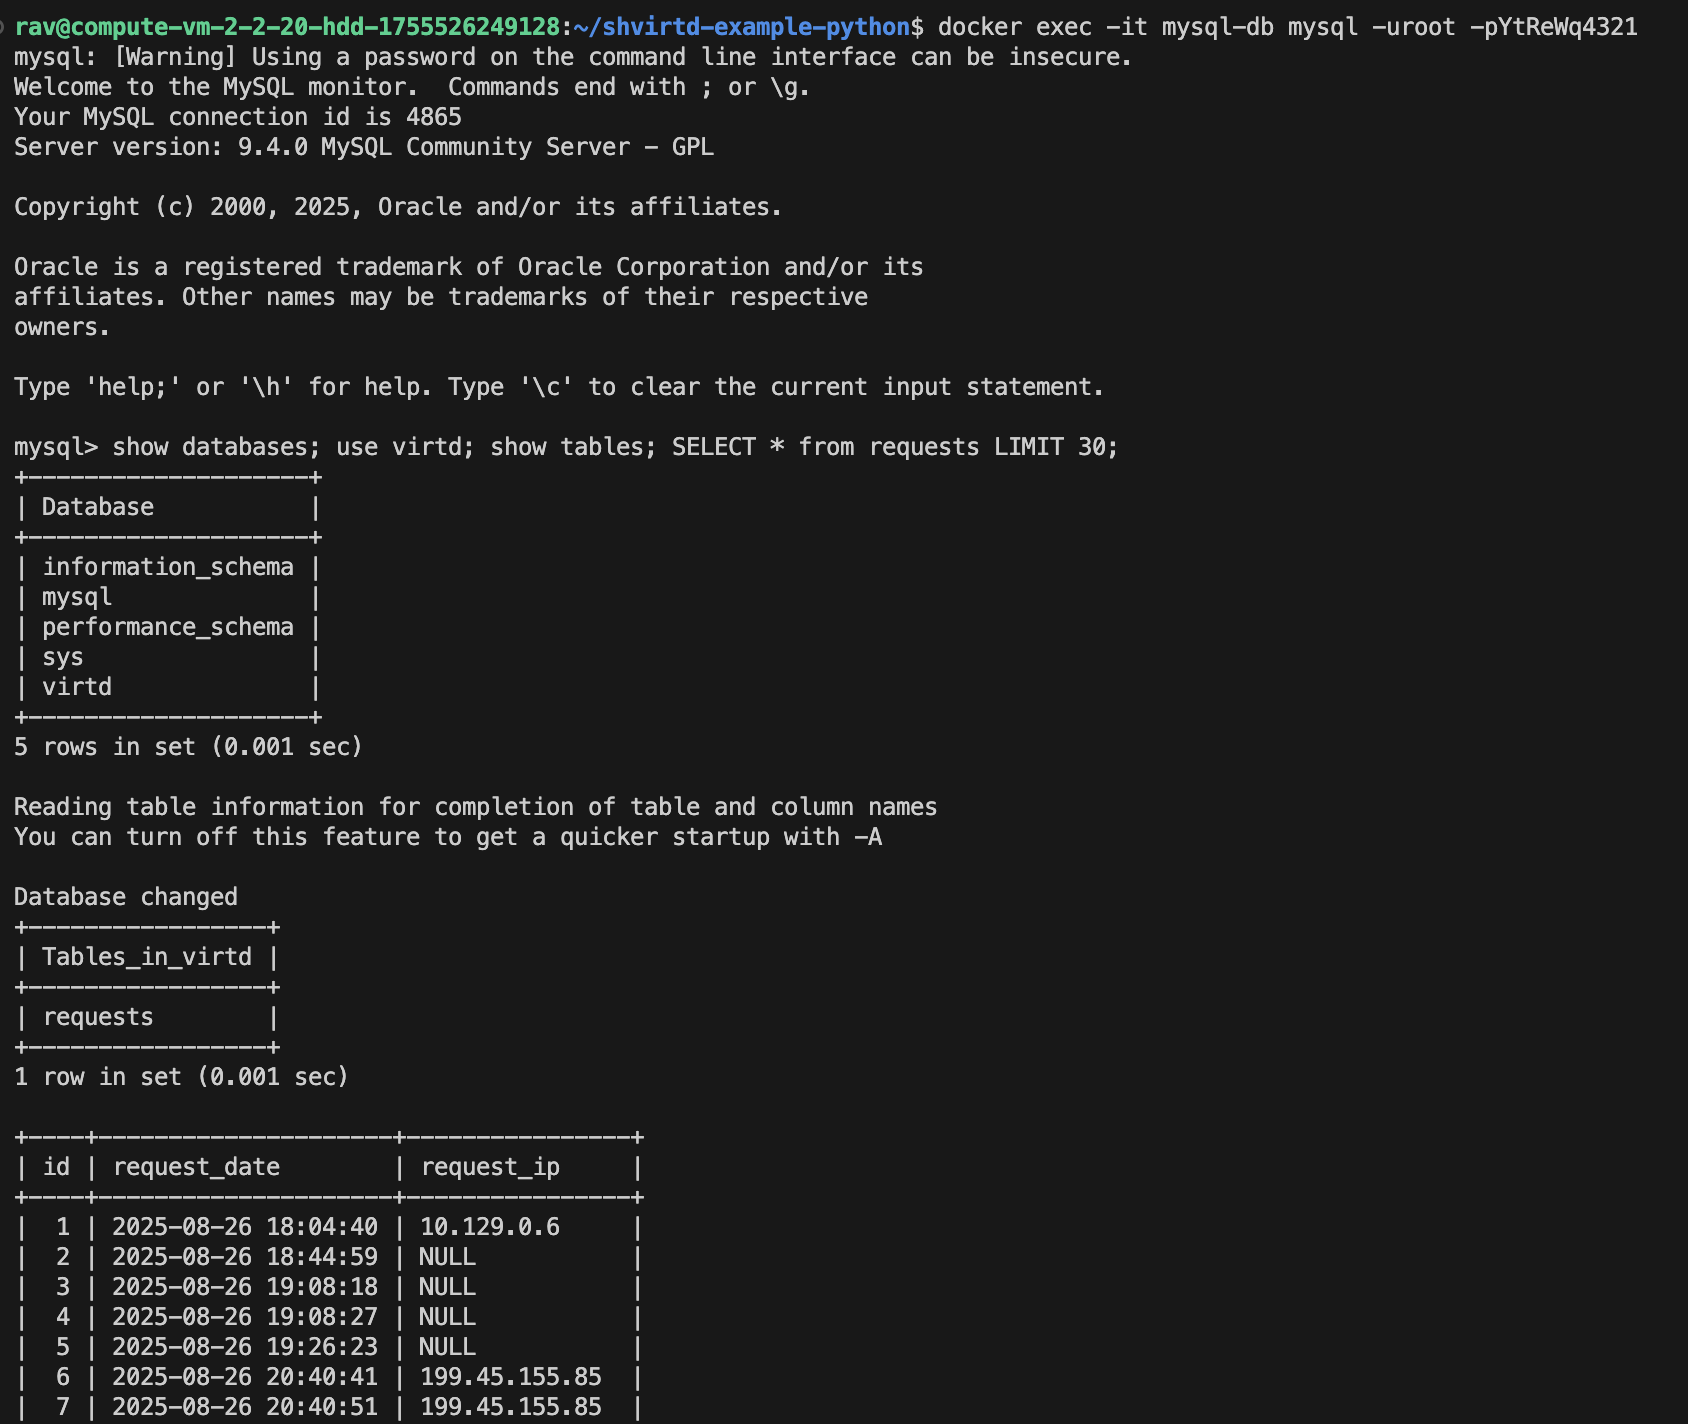 rav@compute-vm-2-2-20-hdd-1755526249128:~/shvirtd-example-python$ docker exec -it mysql-db mysql -uroot -pYtReWq4321
mysql: [Warning] Using a password on the command line interface can be insecure.
Welcome to the MySQL monitor.  Commands end with ; or \g.
Your MySQL connection id is 4865
Server version: 9.4.0 MySQL Community Server - GPL

Copyright (c) 2000, 2025, Oracle and/or its affiliates.

Oracle is a registered trademark of Oracle Corporation and/or its
affiliates. Other names may be trademarks of their respective
owners.

Type 'help;' or '\h' for help. Type '\c' to clear the current input statement.

mysql> show databases; use virtd; show tables; SELECT * from requests LIMIT 30;
+--------------------+
| Database           |
+--------------------+
| information_schema |
| mysql              |
| performance_schema |
| sys                |
| virtd              |
+--------------------+
5 rows in set (0.001 sec)

Reading table information for completion of table and column names
You can turn off this feature to get a quicker startup with -A

Database changed
+-----------------+
| Tables_in_virtd |
+-----------------+
| requests        |
+-----------------+
1 row in set (0.001 sec)

+----+---------------------+----------------+
| id | request_date        | request_ip     |
+----+---------------------+----------------+
|  1 | 2025-08-26 18:04:40 | 10.129.0.6     |
|  2 | 2025-08-26 18:44:59 | NULL           |
|  3 | 2025-08-26 19:08:18 | NULL           |
|  4 | 2025-08-26 19:08:27 | NULL           |
|  5 | 2025-08-26 19:26:23 | NULL           |
|  6 | 2025-08-26 20:40:41 | 199.45.155.85  |
|  7 | 2025-08-26 20:40:51 | 199.45.155.85  |